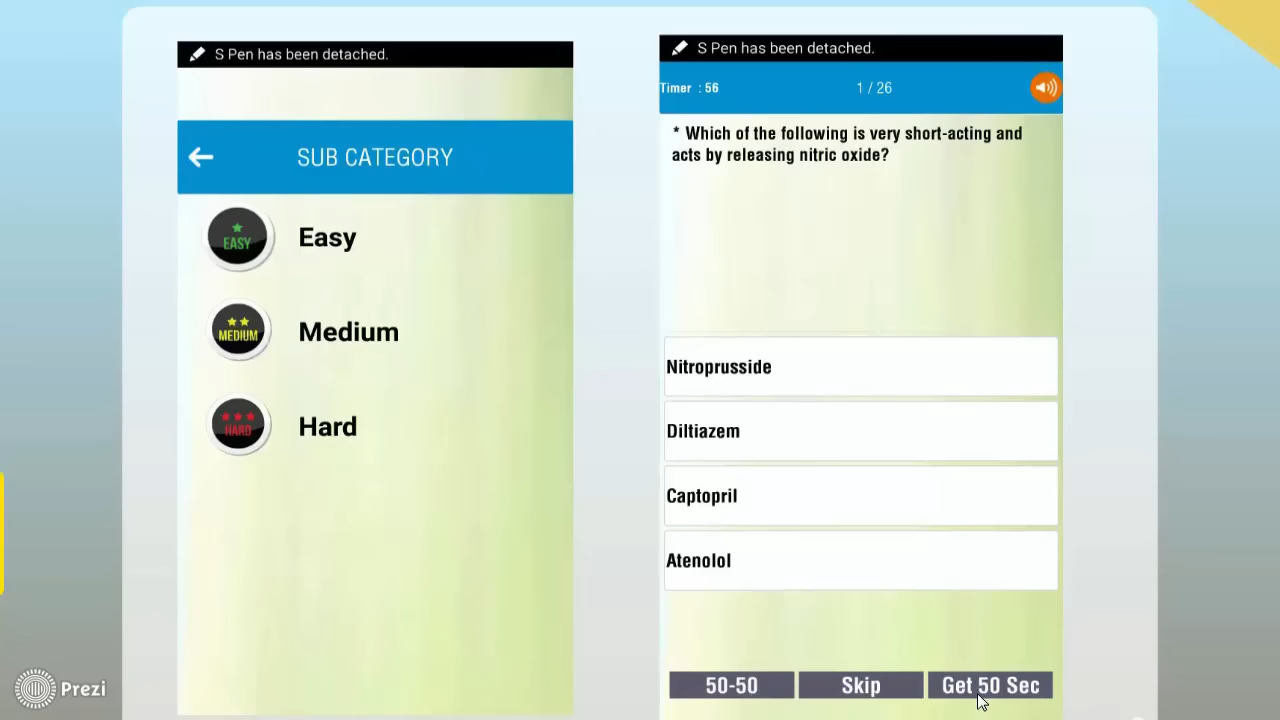 S Pen has been detached.
SUB CATEGORY
EASY
Easy
MEDIUM
Medium
HARD
Hard
S Pen has been detached.
Timer : 56
1 / 26
* Which of the following is very short-acting and
acts by releasing nitric oxide?
Nitroprusside
Diltiazem
Captopril
Atenolol
50-50
Skip
Get 50 Sec
Prezi